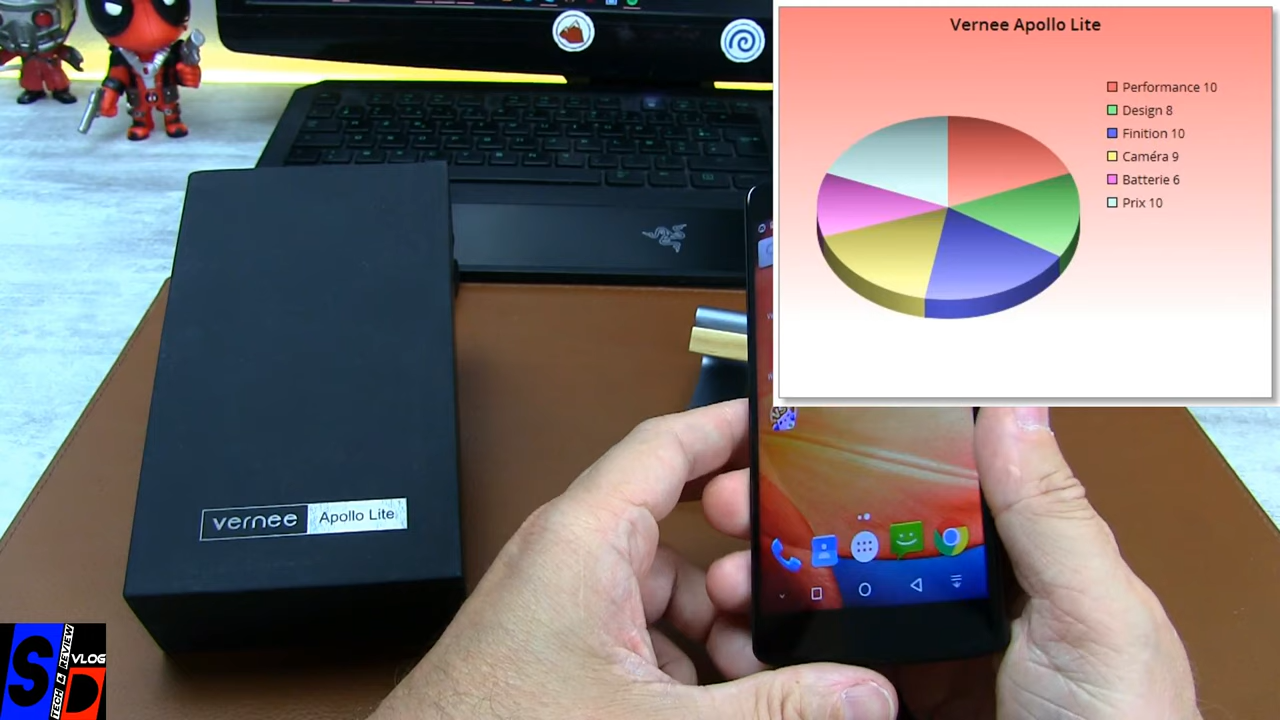 Vernee Apollo Lite
Performance 10
Design 8
Finition 10
Caméra 9
Batterie 6
Prix 10
vernee Apollo Lite
SD
TECH & REVIEW
VLOG